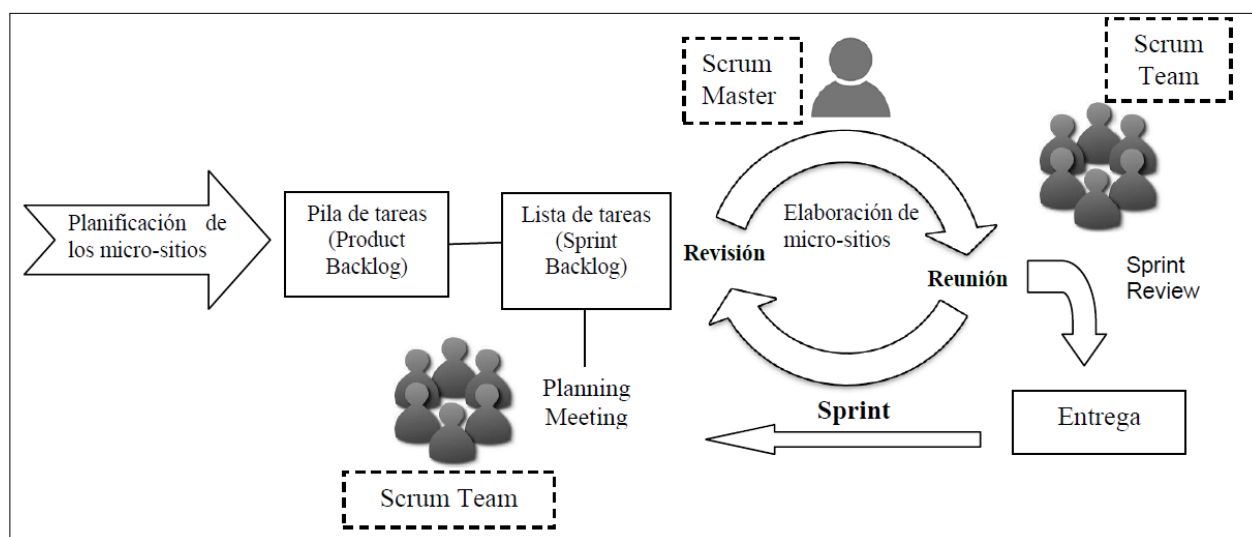 Planificación de
los micro-sitios
Pila de tareas
(Product
Backlog)
Lista de tareas
(Sprint
Backlog)
Planning
Meeting
Scrum Team
Scrum
Master
Elaboración de
micro-sitios
Revisión
Reunión
Sprint
Scrum
Team
Sprint
Review
Entrega